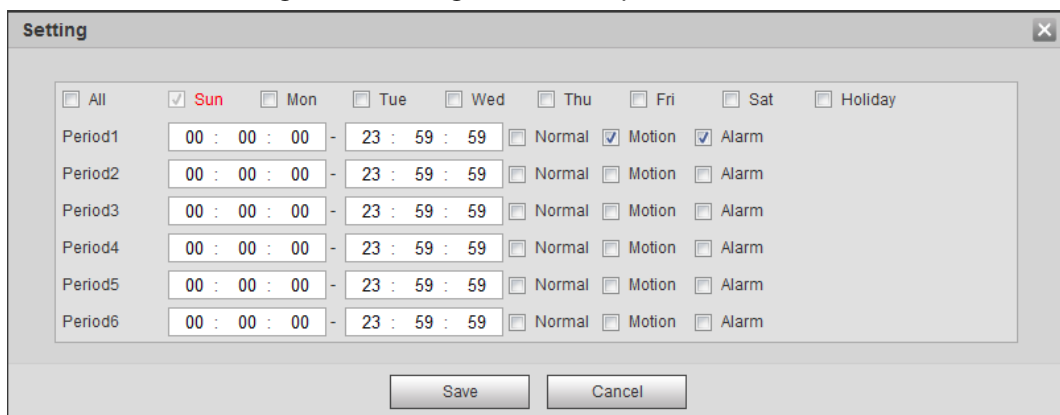 Setting
All Sun Mon Tue Wed Thu Fri Sat Holiday
Period1 00 : 00 : 00 - 23 : 59 : 59 Normal Motion Alarm
Period2 00 : 00 : 00 - 23 : 59 : 59 Normal Motion Alarm
Period3 00 : 00 : 00 - 23 : 59 : 59 Normal Motion Alarm
Period4 00 : 00 : 00 - 23 : 59 : 59 Normal Motion Alarm
Period5 00 : 00 : 00 - 23 : 59 : 59 Normal Motion Alarm
Period6 00 : 00 : 00 - 23 : 59 : 59 Normal Motion Alarm
Save Cancel